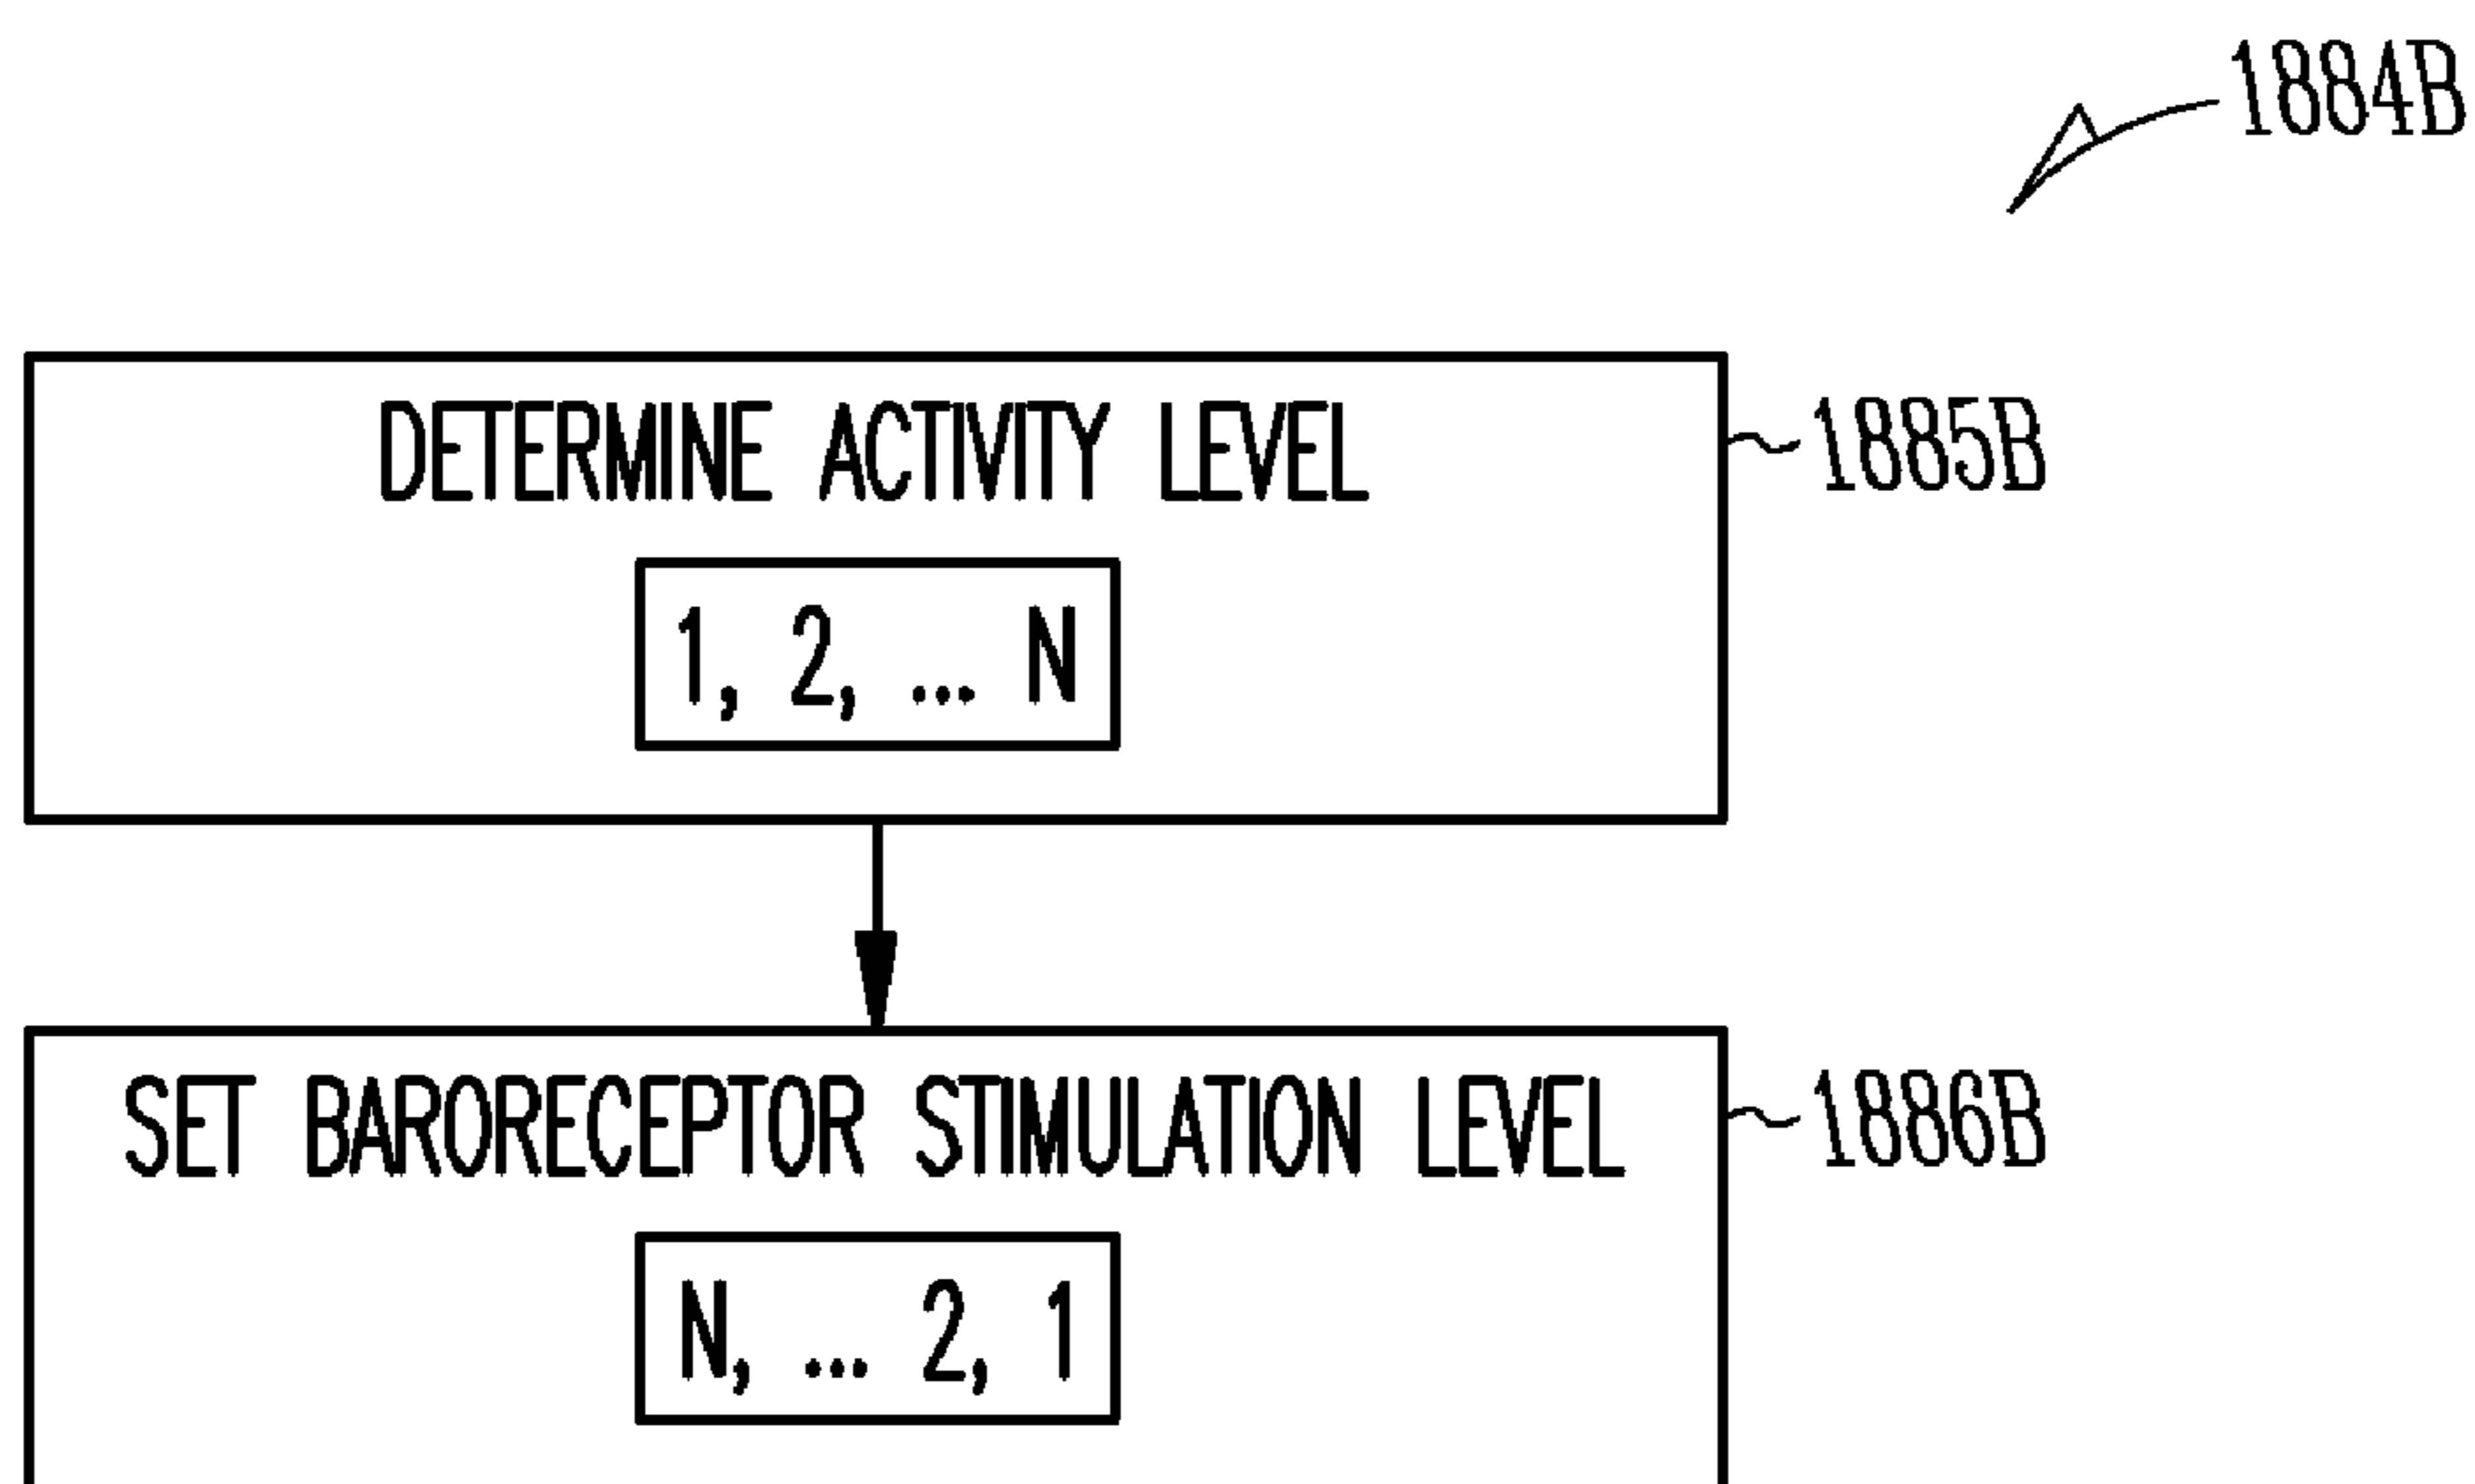 1884B
DETERMINE ACTIVITY LEVEL
1885B
1, 2, ... N
SET BARORECEPTOR STIMULATION LEVEL
1886B
N, ... 2, 1